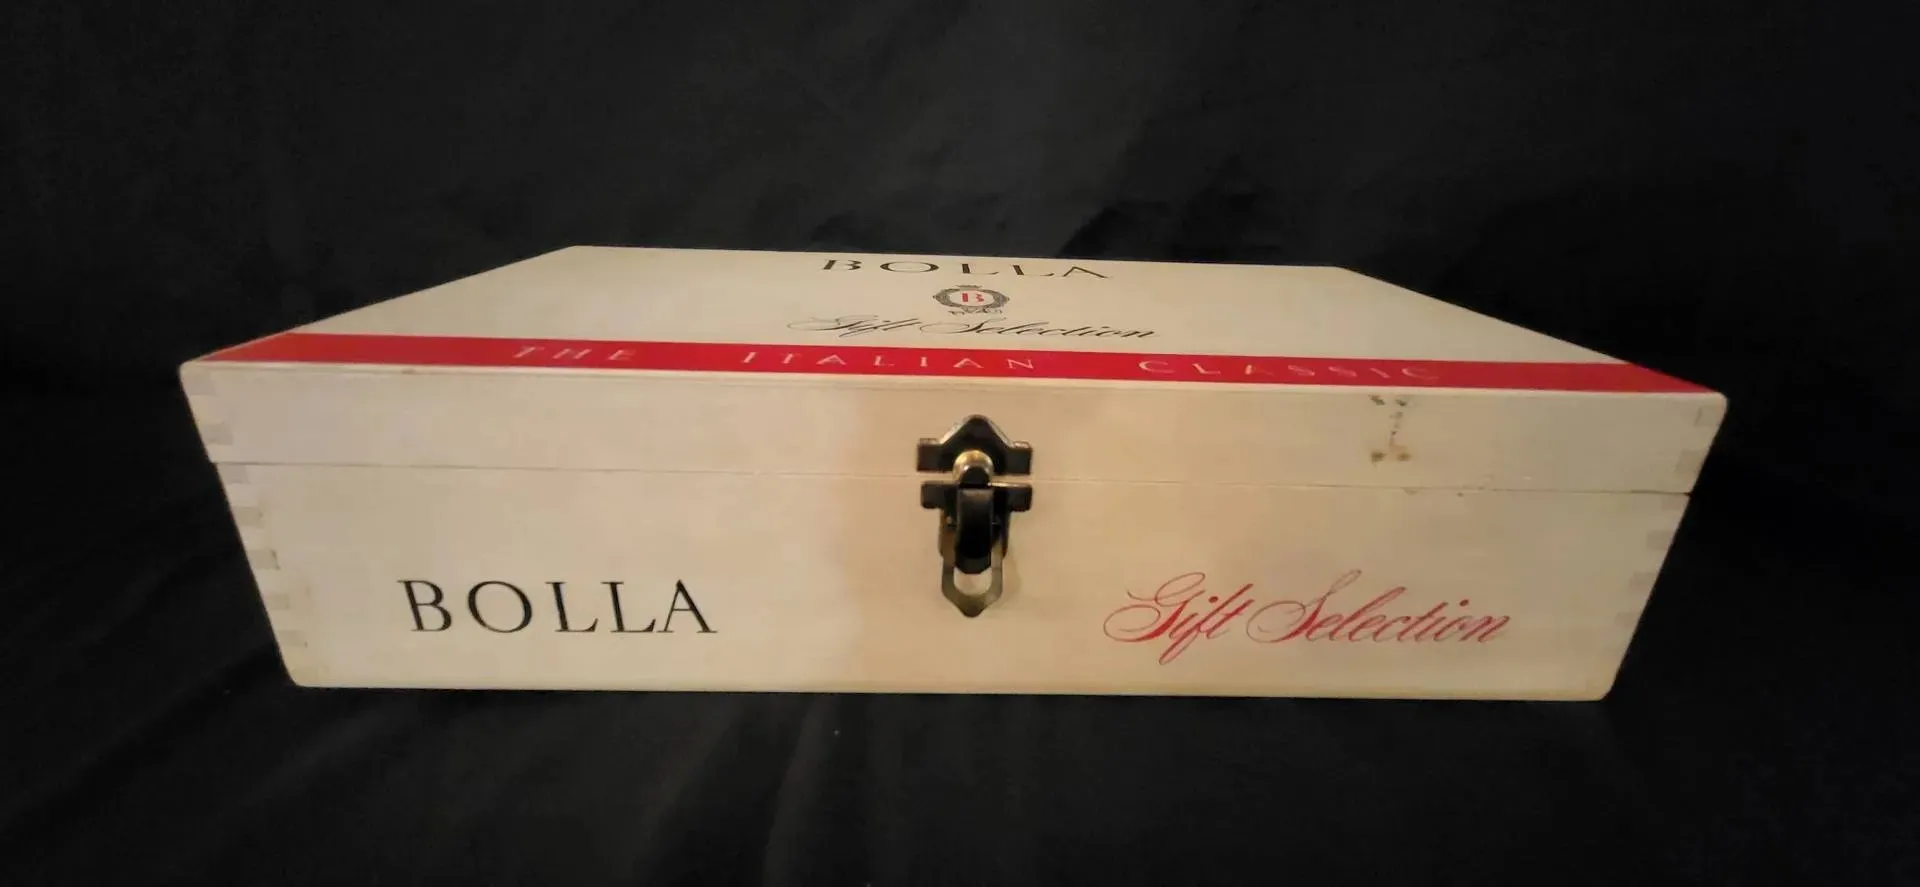 BOLLA
B
Gift Selection
THE ITALIAN CLASSIC
BOLLA
Gift Selection